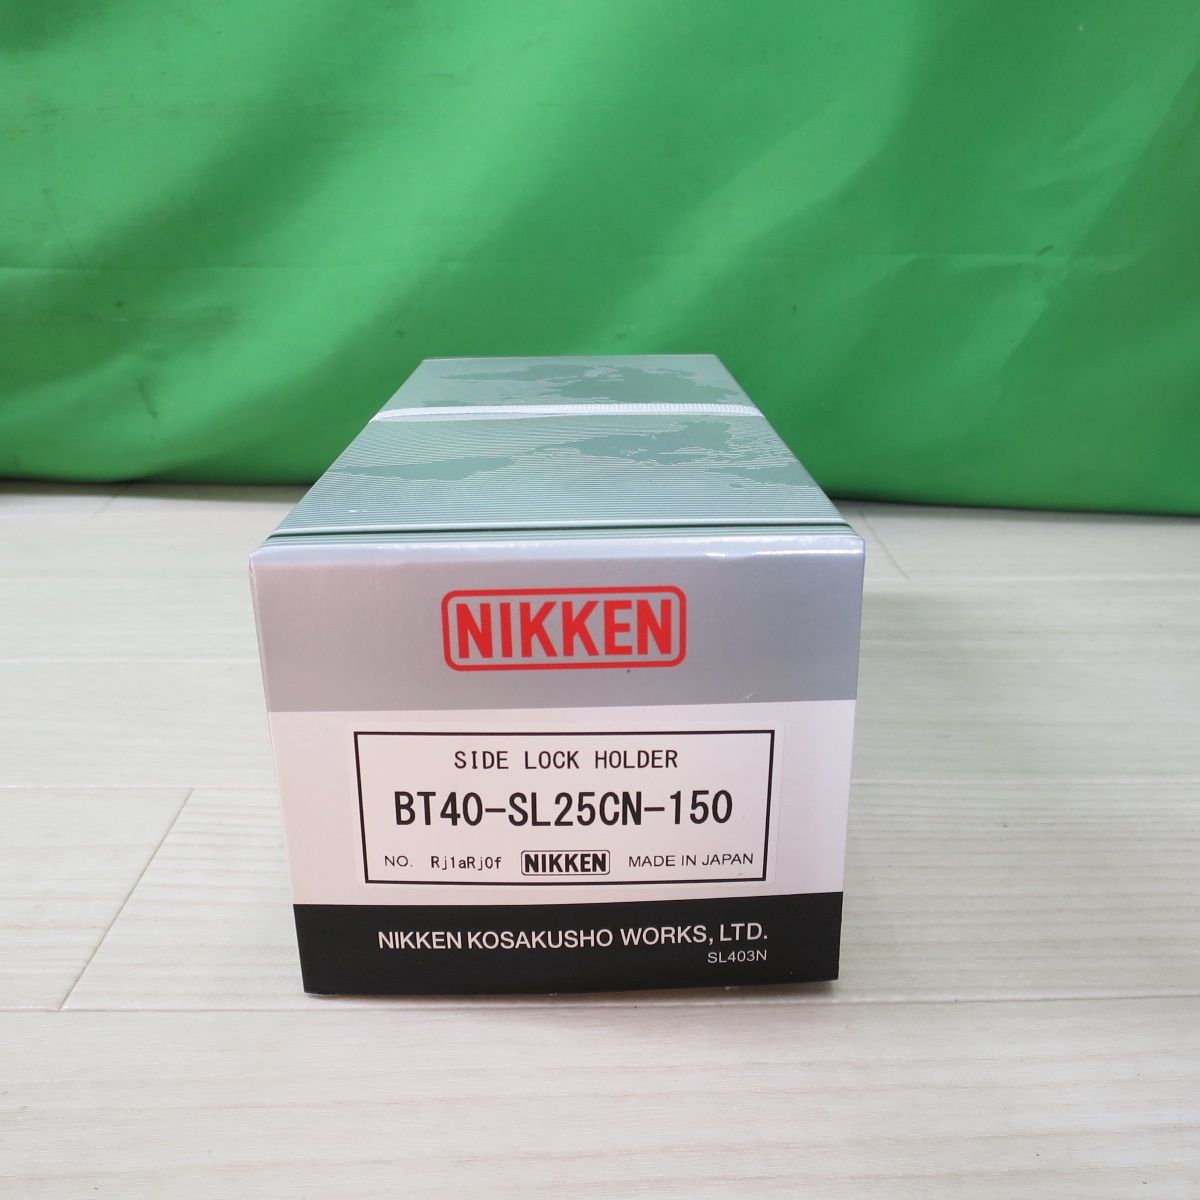 NIKKEN
SIDE LOCK HOLDER
BT40-SL25CN-150
NO. Rj1aRj0f NIKKEN MADE IN JAPAN
NIKKEN KOSAKUSHO WORKS, LTD.
SL403N